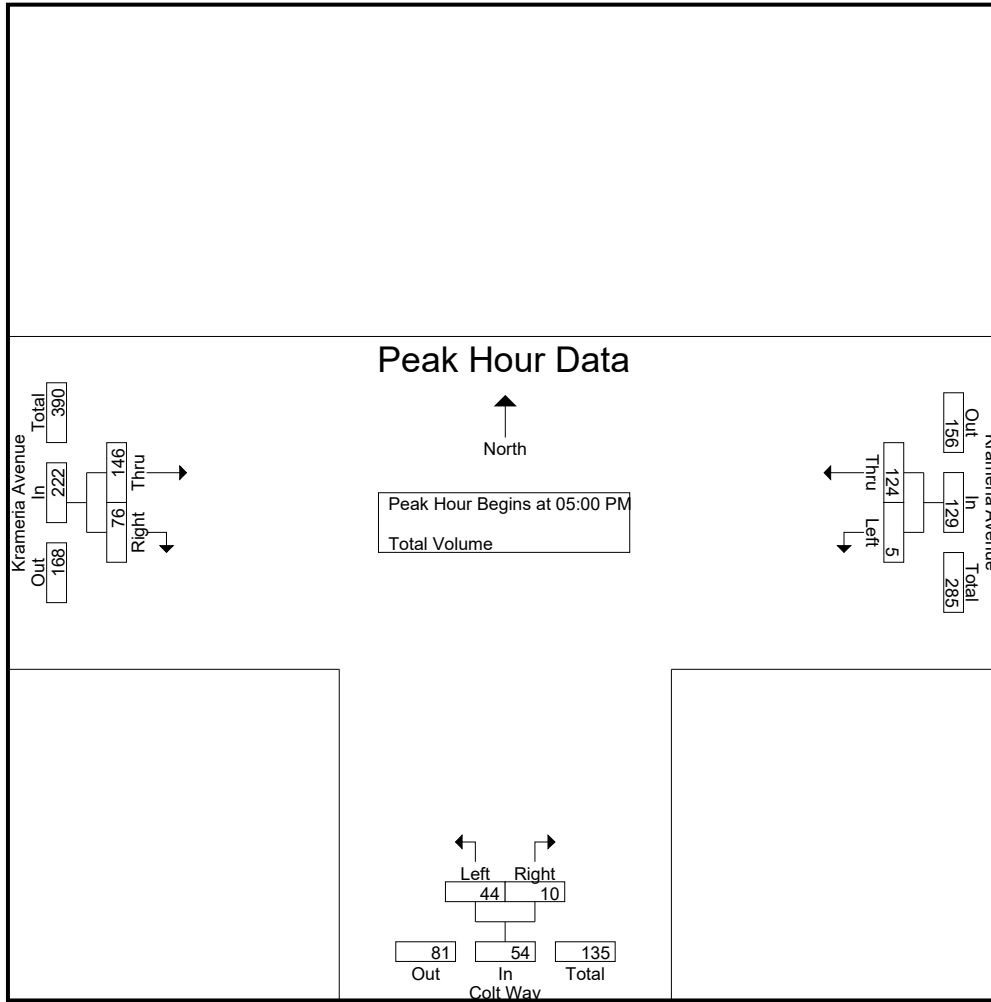 Peak Hour Data
North
Peak Hour Begins at 05:00 PM
Total Volume
Krameria Avenue
Total
390
In
222
Out
168
146
76
Thru
Right
Krameria Avenue
Out
156
In
129
Total
285
124
5
Thru
Left
Left
Right
44
10
81
54
135
Out
In
Total
Colt Way